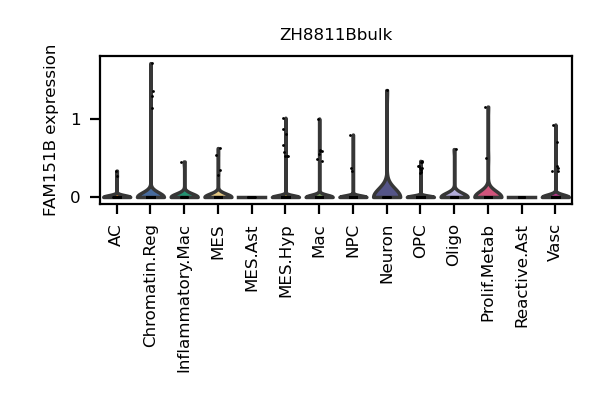 ZH8811Bbulk
FAM151B expression
1
0
AC
Chromatin.Reg
Inflammatory.Mac
MES
MES.Ast
MES.Hyp
Mac
NPC
Neuron
OPC
Oligo
Prolif.Metab
Reactive.Ast
Vasc